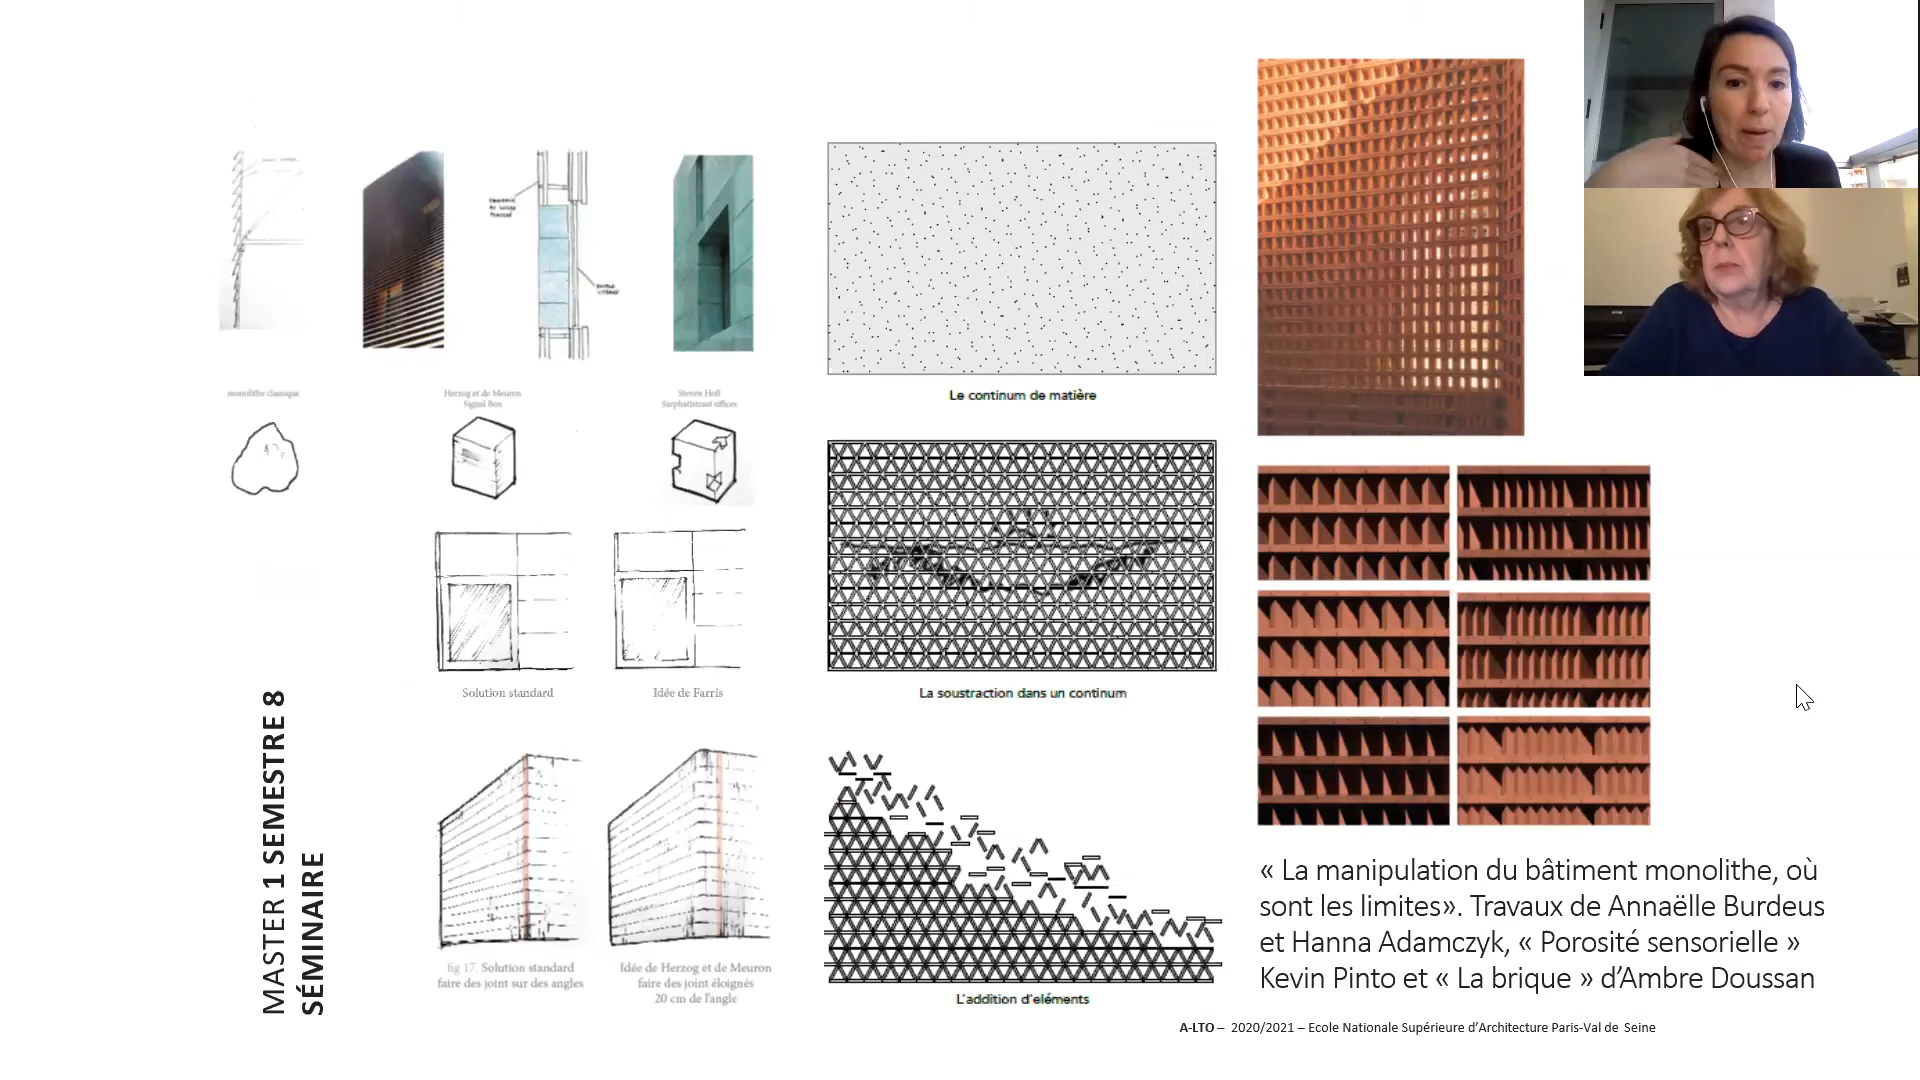 monolithe classique
Herzog et de Meuron
Signal Box
Steven Holl
Sarphatistraat offices
Solution standard
Idée de Farris
fig 17. Solution standard
faire des joint sur des angles
Idée de Herzog et de Meuron
faire des joint éloignés
20 cm de l'angle
Le continum de matière
La soustraction dans un continum
L'addition d'eléments
MASTER 1 SEMESTRE 8
SÉMINAIRE
« La manipulation du bâtiment monolithe, où
sont les limites». Travaux de Annaëlle Burdeus
et Hanna Adamczyk, « Porosité sensorielle »
Kevin Pinto et « La brique » d'Ambre Doussan
A-LTO – 2020/2021 – Ecole Nationale Supérieure d'Architecture Paris-Val de Seine